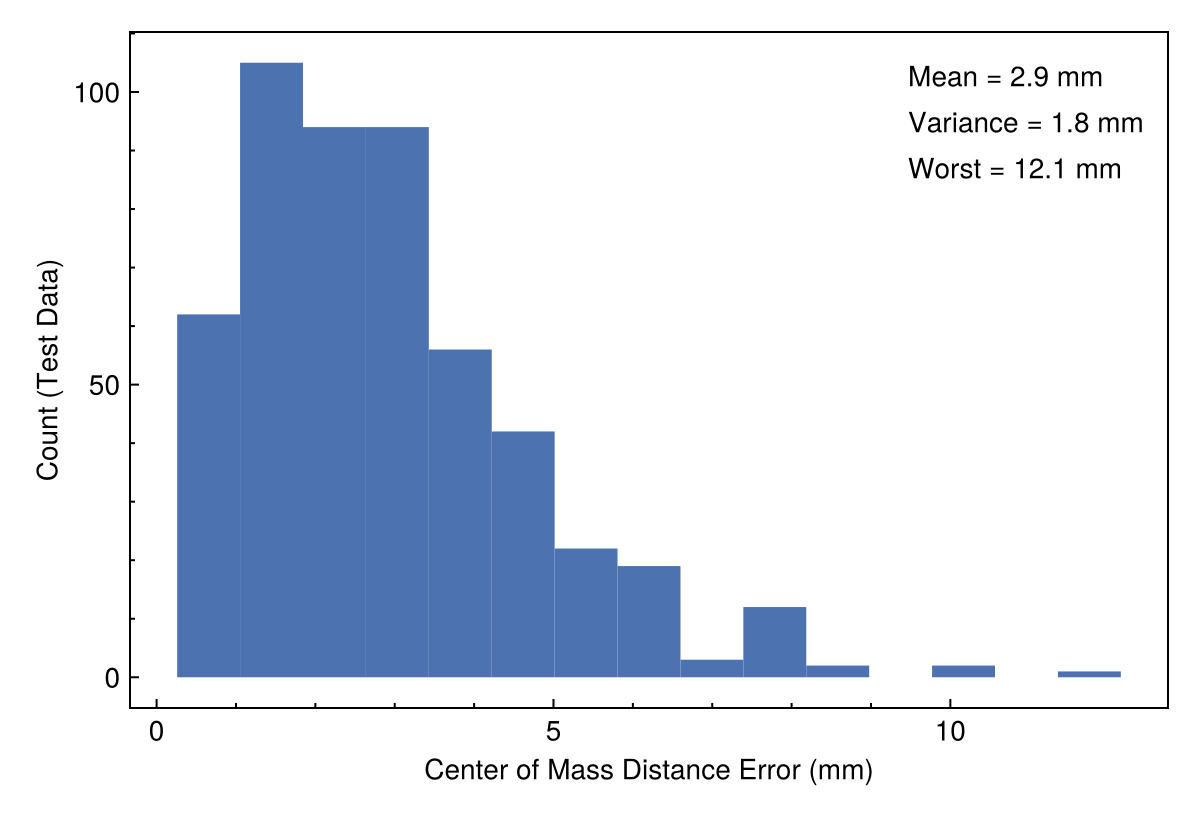 Mean = 2.9 mm
Variance = 1.8 mm
Worst = 12.1 mm
100
50
0
Count (Test Data)
0 5 10
Center of Mass Distance Error (mm)